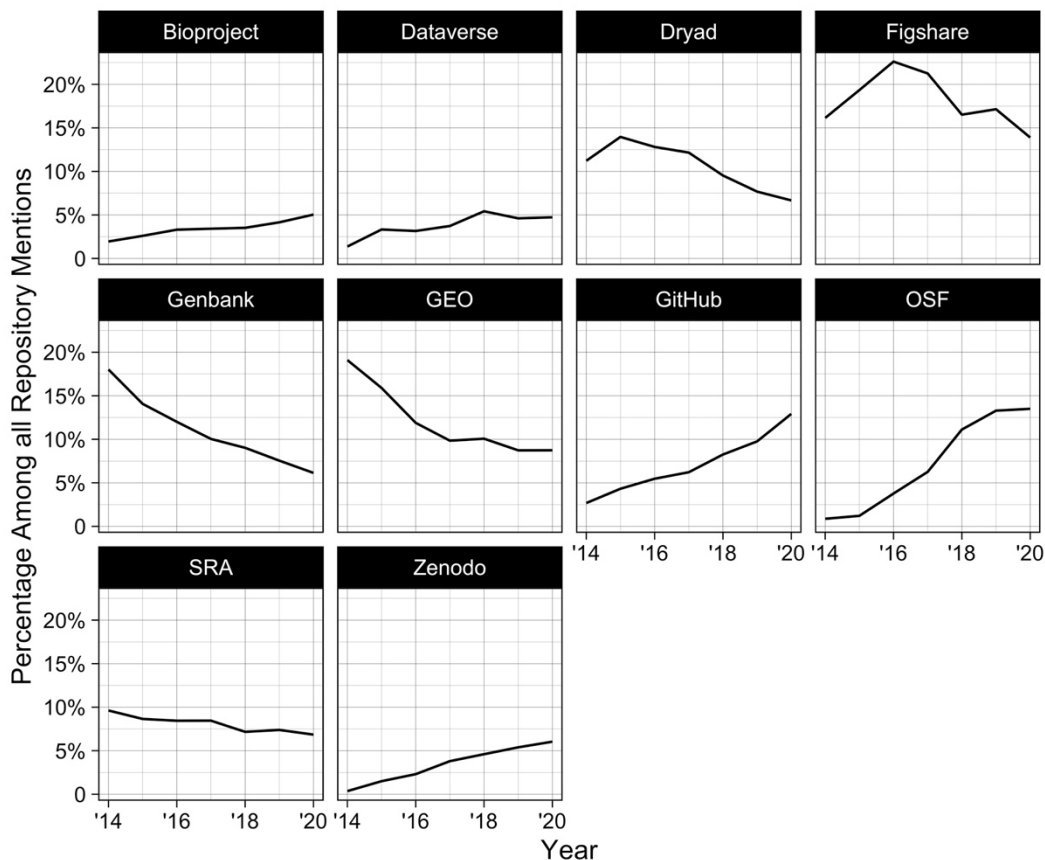 Bioproject Dataverse Dryad Figshare
20%
15%
10%
5%
0
Percentage Among all Repository Mentions
Genbank GEO GitHub OSF
20%
15%
10%
5%
0
'14 '16 '18 '20 '14 '16 '18 '20
SRA Zenodo
20%
15%
10%
5%
0
'14 '16 '18 '20 '14 '16 '18 '20
Year